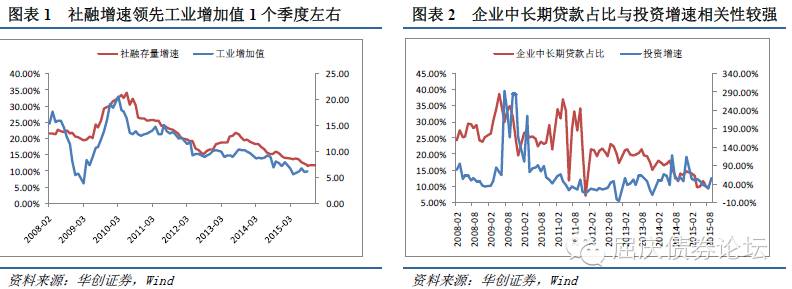 图表 1 社融增速领先工业增加值 1 个季度左右
社融存量增速 工业增加值
40.00% 25.00
35.00%
30.00% 20.00
25.00% 15.00
20.00%
15.00% 10.00
10.00% 5.00
5.00%
0.00% 0.00
2008-02 2009-03 2010-03 2011-03 2012-03 2013-03 2014-03 2015-03
资料来源：华创证券，Wind
图表 2 企业中长期贷款占比与投资增速相关性较强
企业中长期贷款占比 投资增速
45.00% 340.00%
40.00% 290.00%
35.00% 240.00%
30.00% 190.00%
25.00% 140.00%
20.00% 90.00%
15.00%
10.00% 40.00%
5.00% -10.00%
2008-02 2008-08 2009-02 2009-08 2010-02 2010-08 2011-02 2011-08 2012-02 2012-08 2013-02 2013-08 2014-02 2014-08 2015-02 2015-08
屈庆债券论坛
资料来源：华创证券，Wind